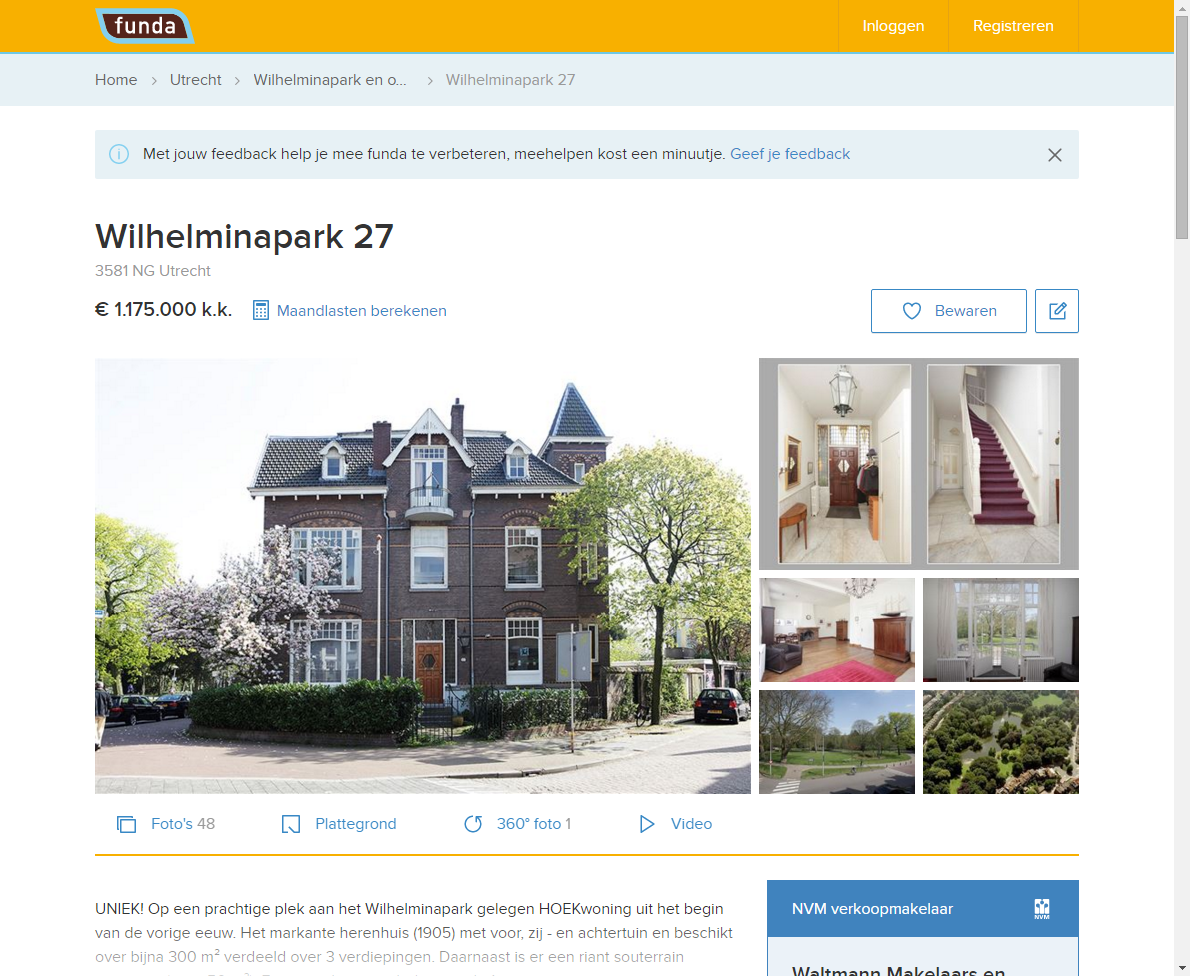 funda
Inloggen
Registreren
Home
Utrecht
Wilhelminapark en o...
Wilhelminapark 27
Met jouw feedback help je mee funda te verbeteren, meehelpen kost een minuutje. Geef je feedback
Wilhelminapark 27
3581 NG Utrecht
€ 1.175.000 k.k.
Maandlasten berekenen
Bewaren
Foto's 48
Plattegrond
360° foto 1
Video
UNIEK! Op een prachtige plek aan het Wilhelminapark gelegen HOEKwoning uit het begin
van de vorige eeuw. Het markante herenhuis (1905) met voor, zij - en achtertuin en beschikt
over bijna 300 m² verdeeld over 3 verdiepingen. Daarnaast is er een riant souterrain
NVM verkoopmakelaar
NVM
Waltmann Makelaars en